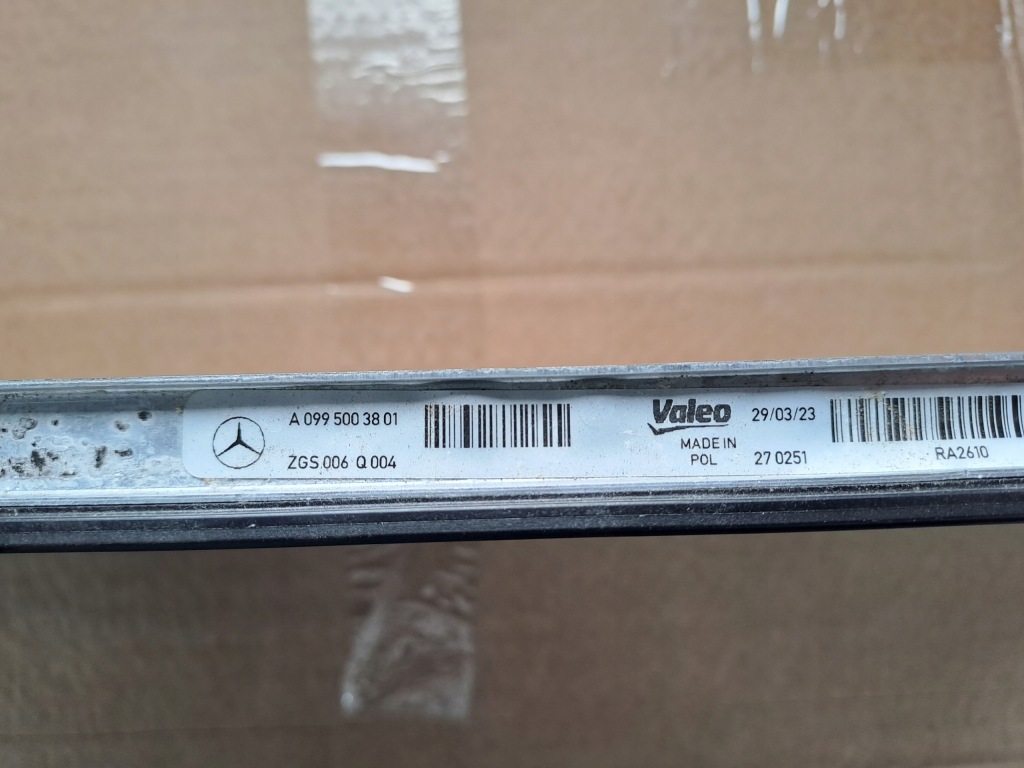 A 099 500 38 01
ZGS 006 Q 004
Valeo
MADE IN
POL
29/03/23
27 0251
RA2610